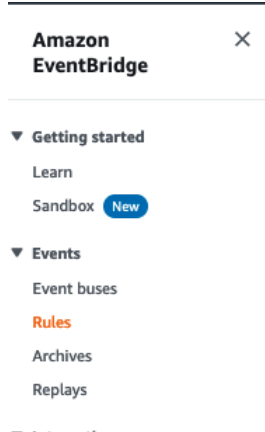 Amazon
EventBridge
Getting started
Learn
Sandbox New
Events
Event buses
Rules
Archives
Replays